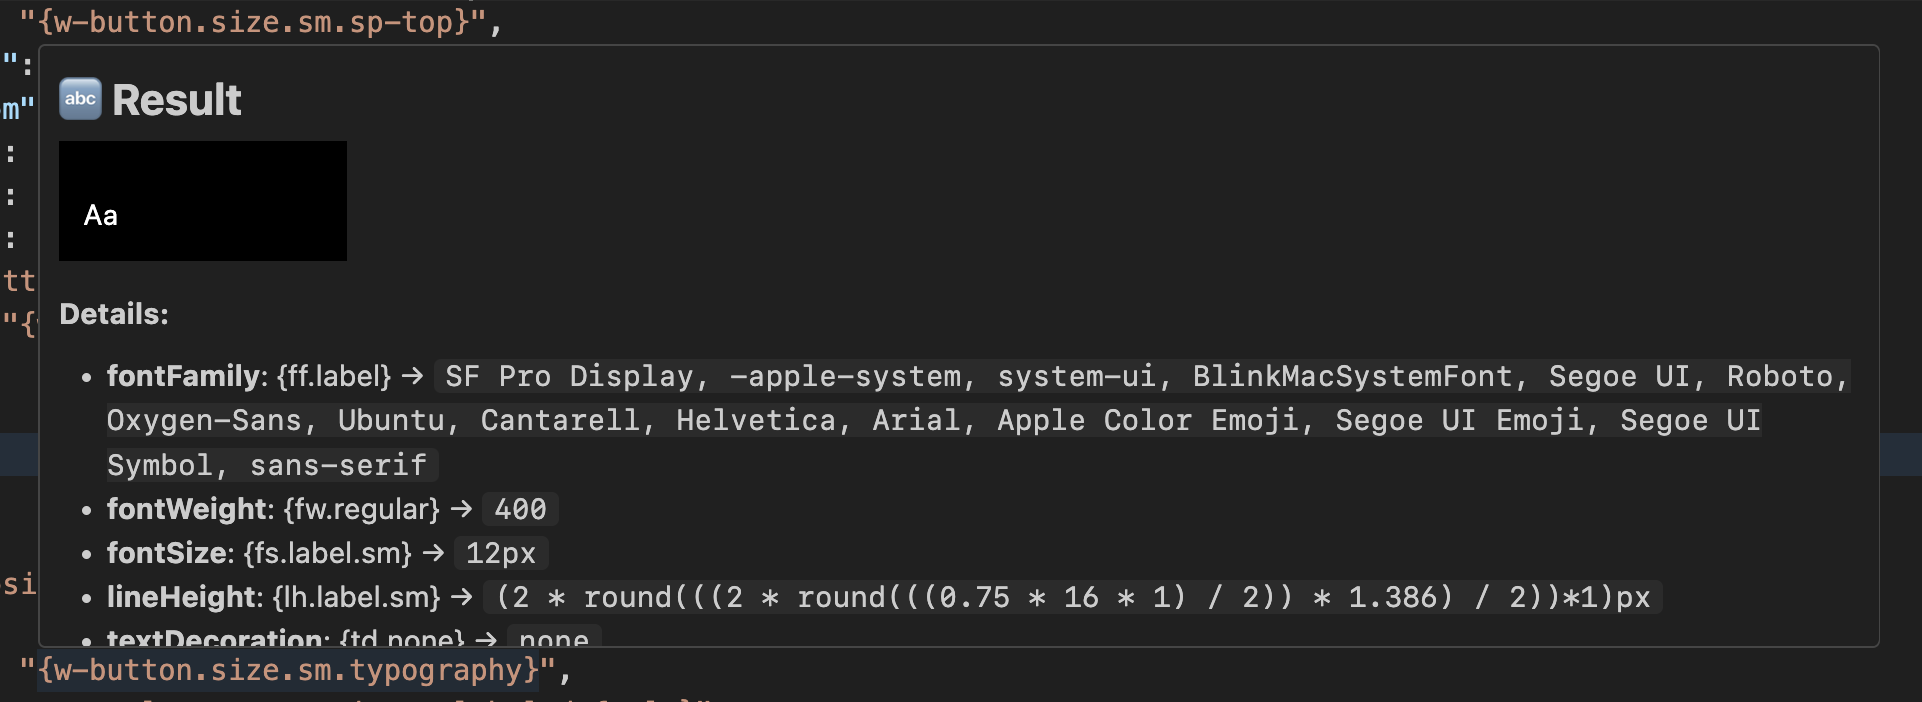 "{w-button.size.sm.sp-top}",
":
m"
:
:
:
tt
"{
abc Result
Aa
Details:
• fontFamily: {ff.label} → SF Pro Display, -apple-system, system-ui, BlinkMacSystemFont, Segoe UI, Roboto,
Oxygen-Sans, Ubuntu, Cantarell, Helvetica, Arial, Apple Color Emoji, Segoe UI Emoji, Segoe UI
Symbol, sans-serif
• fontWeight: {fw.regular} → 400
• fontSize: {fs.label.sm} → 12px
si
• lineHeight: {lh.label.sm} → (2 * round(((2 * round(((0.75 * 16 * 1) / 2)) * 1.386) / 2))*1)px
• textDecoration: {td.none} → none
"{w-button.size.sm.typography}",